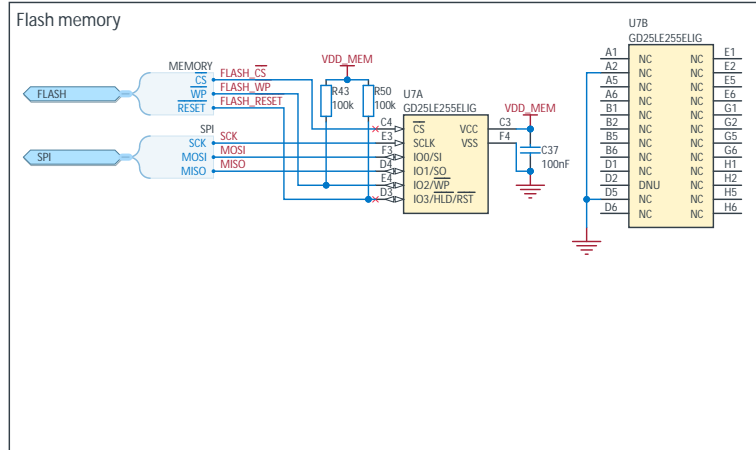 Flash memory
FLASH
MEMORY
CS
WP
RESET
FLASH_CS
FLASH_WP
FLASH_RESET
SPI
SPI
SCK
MOSI
MISO
SCK
MOSI
MISO
VDD_MEM
R43
100k
R50
100k
U7A
GD25LE255ELIG
C4
E3
F3
D4
E4
D3
CS
SCLK
IO0/SI
IO1/SO
IO2/WP
IO3/HLD/RST
VCC
VSS
C3
F4
VDD_MEM
C37
100nF
U7B
GD25LE255ELIG
A1 NC NC E1
A2 NC NC E2
A5 NC NC E5
A6 NC NC E6
B1 NC NC G1
B2 NC NC G2
B5 NC NC G5
B6 NC NC G6
D1 NC NC H1
D2 DNU NC H2
D5 NC NC H5
D6 NC NC H6